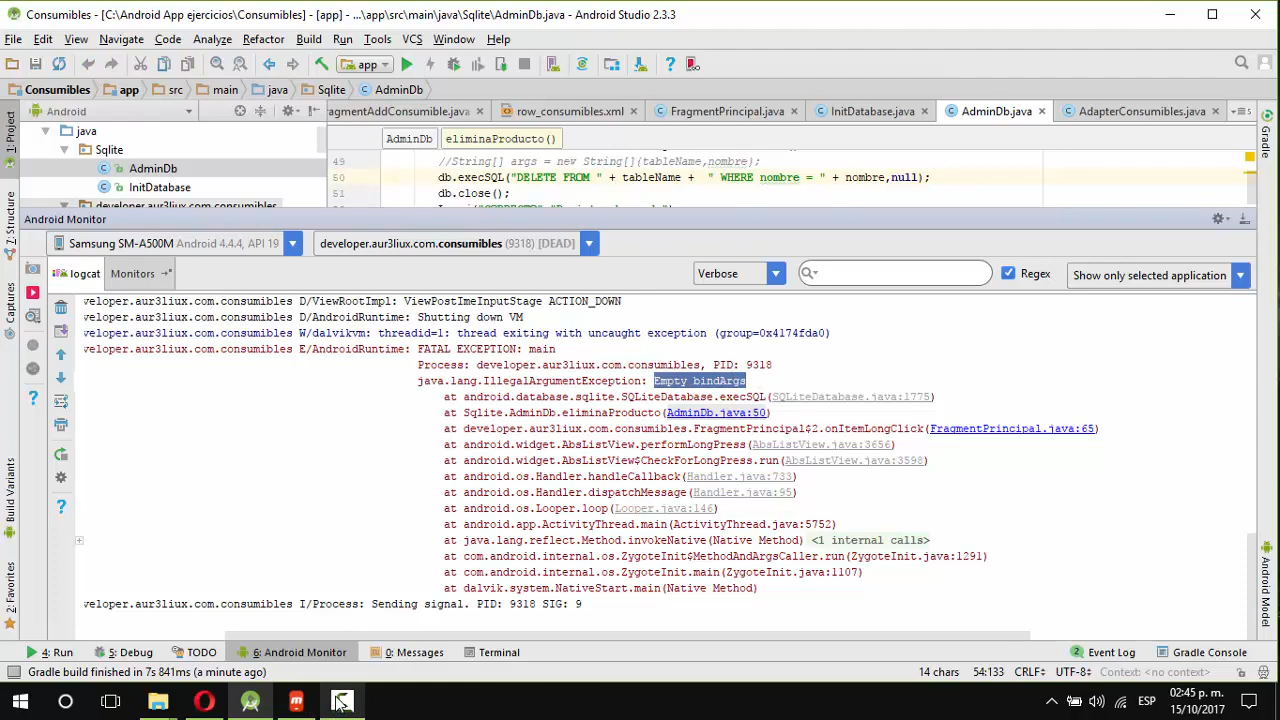 Consumibles - [C:\Android App ejercicios\Consumibles] - [app] - ...\app\src\main\java\Sqlite\AdminDb.java - Android Studio 2.3.3
File Edit View Navigate Code Analyze Refactor Build Run Tools VCS Window Help
app
Consumibles app src main java Sqlite AdminDb
Android
ragmentAddConsumible.java row_consumibles.xml FragmentPrincipal.java InitDatabase.java AdminDb.java AdapterConsumibles.java
java
Sqlite
AdminDb
InitDatabase
AdminDb eliminaProducto()
49 //String[] args = new String[]{tableName,nombre};
50 db.execSQL("DELETE FROM " + tableName + " WHERE nombre = " + nombre,null);
51 db.close();
1: Project
7: Structure
Captures
Build Variants
2: Favorites
Gradle
Android Model
Android Monitor
Samsung SM-A500M Android 4.4.4, API 19 developer.aur3liux.com.consumibles (9318) [DEAD]
logcat Monitors Verbose Regex Show only selected application
veloper.aur3liux.com.consumibles D/ViewRootImpl: ViewPostImeInputStage ACTION_DOWN
veloper.aur3liux.com.consumibles D/AndroidRuntime: Shutting down VM
veloper.aur3liux.com.consumibles W/dalvikvm: threadid=1: thread exiting with uncaught exception (group=0x4174fda0)
veloper.aur3liux.com.consumibles E/AndroidRuntime: FATAL EXCEPTION: main
Process: developer.aur3liux.com.consumibles, PID: 9318
java.lang.IllegalArgumentException: Empty bindArgs
at android.database.sqlite.SQLiteDatabase.execSQL(SQLiteDatabase.java:1775)
at Sqlite.AdminDb.eliminaProducto(AdminDb.java:50)
at developer.aur3liux.com.consumibles.FragmentPrincipal$2.onItemLongClick(FragmentPrincipal.java:65)
at android.widget.AbsListView.performLongPress(AbsListView.java:3656)
at android.widget.AbsListView$CheckForLongPress.run(AbsListView.java:3598)
at android.os.Handler.handleCallback(Handler.java:733)
at android.os.Handler.dispatchMessage(Handler.java:95)
at android.os.Looper.loop(Looper.java:146)
at android.app.ActivityThread.main(ActivityThread.java:5752)
at java.lang.reflect.Method.invokeNative(Native Method) <1 internal calls>
at com.android.internal.os.ZygoteInit$MethodAndArgsCaller.run(ZygoteInit.java:1291)
at com.android.internal.os.ZygoteInit.main(ZygoteInit.java:1107)
at dalvik.system.NativeStart.main(Native Method)
veloper.aur3liux.com.consumibles I/Process: Sending signal. PID: 9318 SIG: 9
4: Run 5: Debug TODO 6: Android Monitor 0: Messages Terminal 2 Event Log Gradle Console
Gradle build finished in 7s 841ms (a minute ago) 14 chars 54:133 CRLF UTF-8 Context: <no context>
ESP 02:45 p. m.
15/10/2017